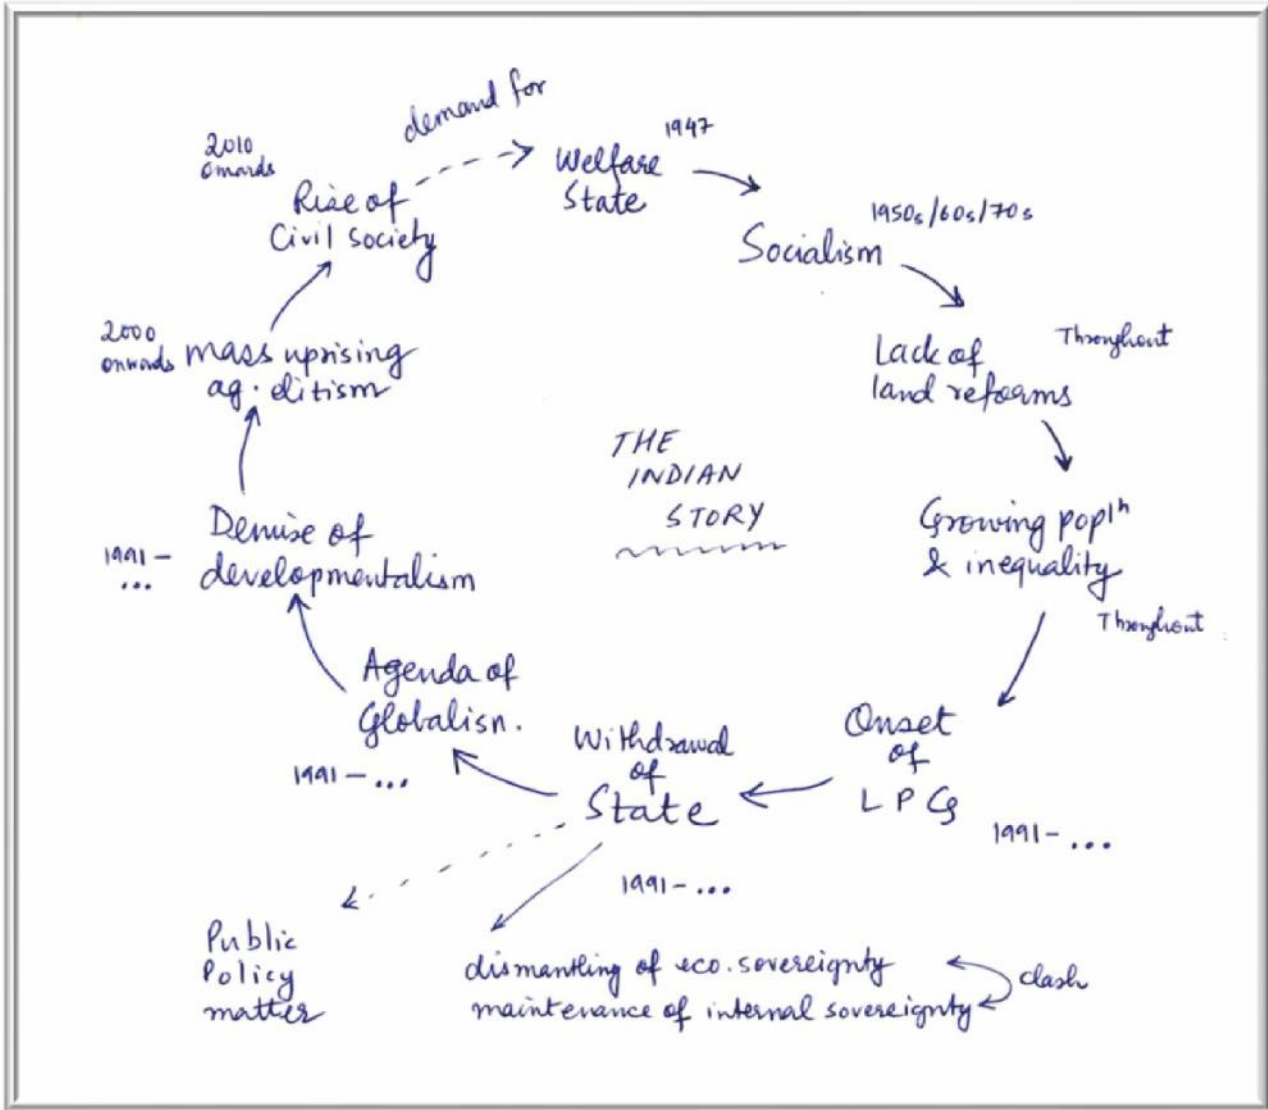 demand for
1947
Welfare
State
1950s/60s/70s
Socialism
Throughout
Lack of
land reforms
Growing popln
& inequality
Throughout
Onset
of
LPG
1991- ...
Withdrawal
of
State
1991- ...
dismantling of eco. sovereignty
maintenance of internal sovereignty
clash
Public
Policy
matter
Agenda of
Globalisn.
1991 - ...
Demise of
developmentalism
1991 -
...
2000
onwards
mass uprising
ag. elitism
2010
onwards
Rise of
Civil society
THE
INDIAN
STORY